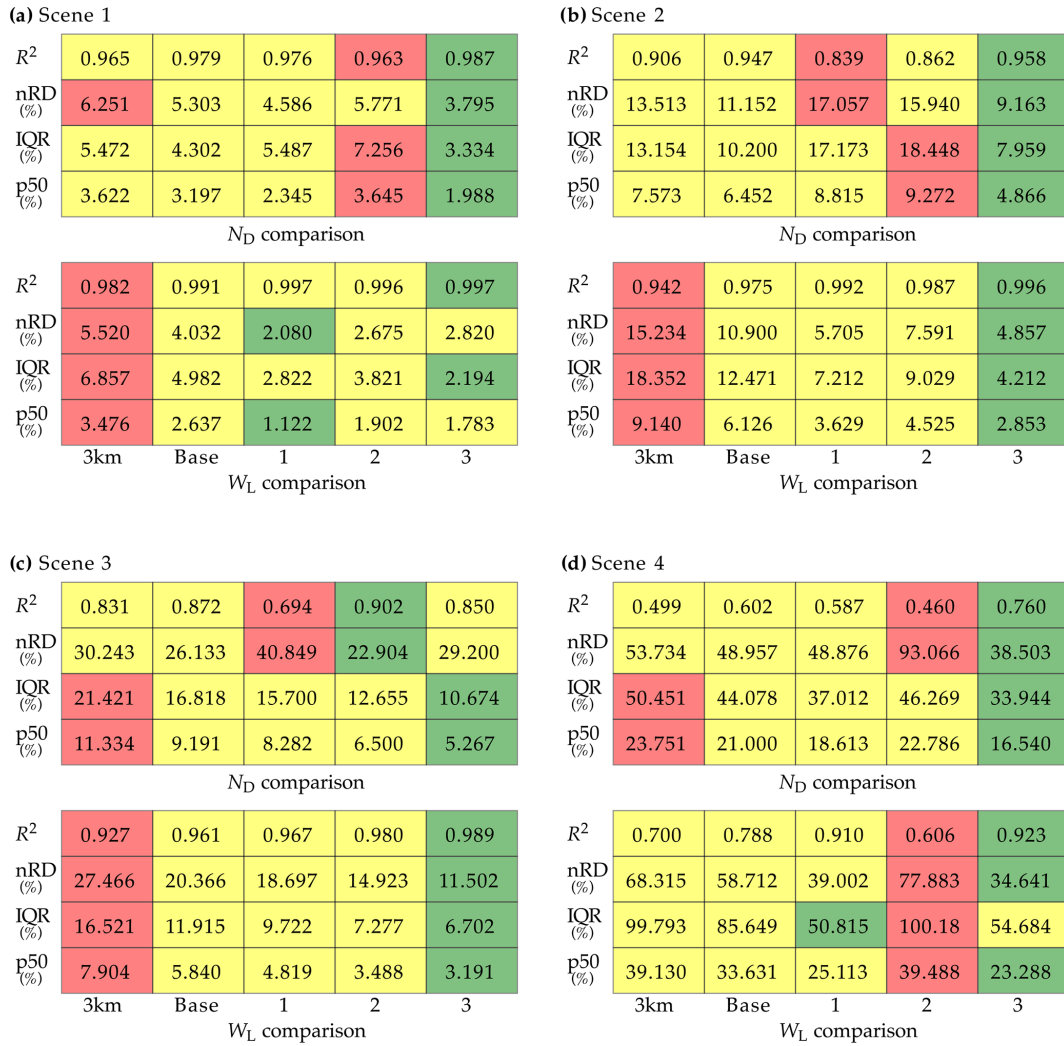 (a) Scene 1
R² 0.965 0.979 0.976 0.963 0.987
nRD (%) 6.251 5.303 4.586 5.771 3.795
IQR (%) 5.472 4.302 5.487 7.256 3.334
p50 (%) 3.622 3.197 2.345 3.645 1.988
N_D comparison
R² 0.982 0.991 0.997 0.996 0.997
nRD (%) 5.520 4.032 2.080 2.675 2.820
IQR (%) 6.857 4.982 2.822 3.821 2.194
p50 (%) 3.476 2.637 1.122 1.902 1.783
3km Base 1 2 3
W_L comparison
(b) Scene 2
R² 0.906 0.947 0.839 0.862 0.958
nRD (%) 13.513 11.152 17.057 15.940 9.163
IQR (%) 13.154 10.200 17.173 18.448 7.959
p50 (%) 7.573 6.452 8.815 9.272 4.866
N_D comparison
R² 0.942 0.975 0.992 0.987 0.996
nRD (%) 15.234 10.900 5.705 7.591 4.857
IQR (%) 18.352 12.471 7.212 9.029 4.212
p50 (%) 9.140 6.126 3.629 4.525 2.853
3km Base 1 2 3
W_L comparison
(c) Scene 3
R² 0.831 0.872 0.694 0.902 0.850
nRD (%) 30.243 26.133 40.849 22.904 29.200
IQR (%) 21.421 16.818 15.700 12.655 10.674
p50 (%) 11.334 9.191 8.282 6.500 5.267
N_D comparison
R² 0.927 0.961 0.967 0.980 0.989
nRD (%) 27.466 20.366 18.697 14.923 11.502
IQR (%) 16.521 11.915 9.722 7.277 6.702
p50 (%) 7.904 5.840 4.819 3.488 3.191
3km Base 1 2 3
W_L comparison
(d) Scene 4
R² 0.499 0.602 0.587 0.460 0.760
nRD (%) 53.734 48.957 48.876 93.066 38.503
IQR (%) 50.451 44.078 37.012 46.269 33.944
p50 (%) 23.751 21.000 18.613 22.786 16.540
N_D comparison
R² 0.700 0.788 0.910 0.606 0.923
nRD (%) 68.315 58.712 39.002 77.883 34.641
IQR (%) 99.793 85.649 50.815 100.18 54.684
p50 (%) 39.130 33.631 25.113 39.488 23.288
3km Base 1 2 3
W_L comparison